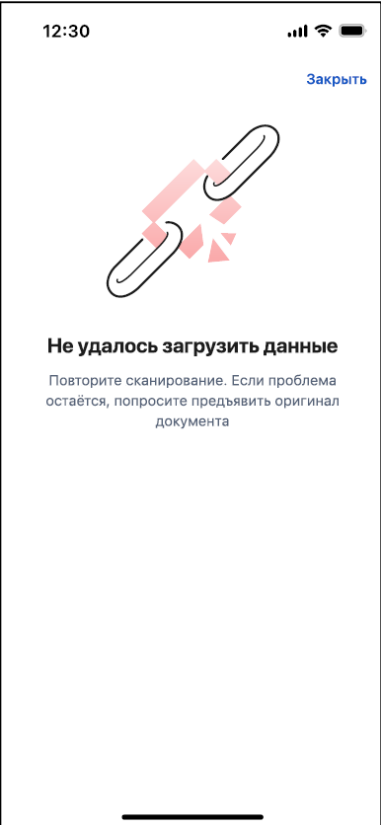 12:30
Закрыть
Не удалось загрузить данные
Повторите сканирование. Если проблема
остаётся, попросите предъявить оригинал
документа